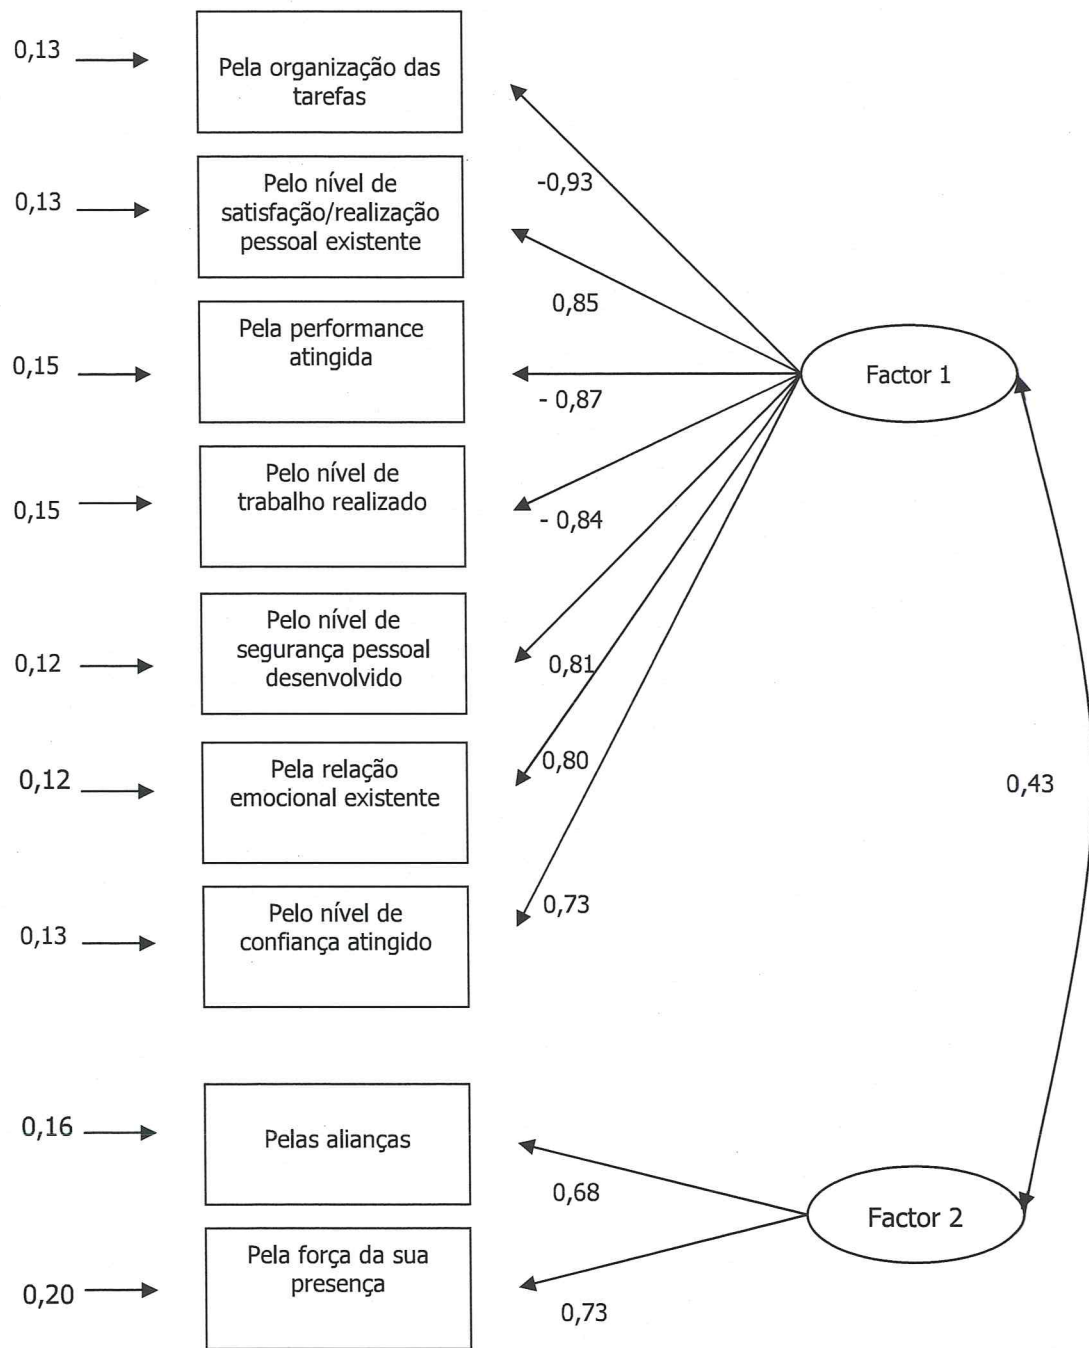 0,13
Pela organização das
tarefas
-0,93
0,13
Pelo nível de
satisfação/realização
pessoal existente
0,85
0,15
Pela performance
atingida
- 0,87
Factor 1
0,15
Pelo nível de
trabalho realizado
- 0,84
0,12
Pelo nível de
segurança pessoal
desenvolvido
0,81
0,12
Pela relação
emocional existente
0,80
0,43
0,13
Pelo nível de
confiança atingido
0,73
0,16
Pelas alianças
0,68
Factor 2
0,20
Pela força da sua
presença
0,73